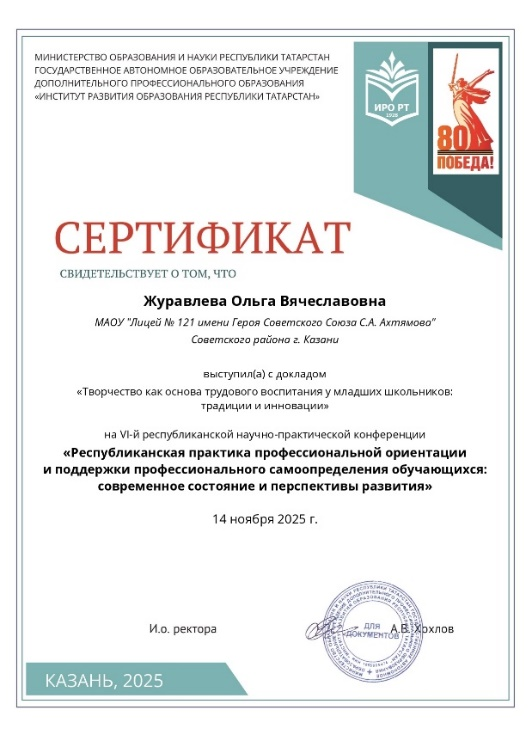 МИНИСТЕРСТВО ОБРАЗОВАНИЯ И НАУКИ РЕСПУБЛИКИ ТАТАРСТАН
ГОСУДАРСТВЕННОЕ АВТОНОМНОЕ ОБРАЗОВАТЕЛЬНОЕ УЧРЕЖДЕНИЕ
ДОПОЛНИТЕЛЬНОГО ПРОФЕССИОНАЛЬНОГО ОБРАЗОВАНИЯ
«ИНСТИТУТ РАЗВИТИЯ ОБРАЗОВАНИЯ РЕСПУБЛИКИ ТАТАРСТАН»
ИРО РТ
1928
80
ПОБЕДА!
СЕРТИФИКАТ
СВИДЕТЕЛЬСТВУЕТ О ТОМ, ЧТО
Журавлева Ольга Вячеславовна
МАОУ "Лицей № 121 имени Героя Советского Союза С.А. Ахтямова"
Советского района г. Казани
выступил(а) с докладом
«Творчество как основа трудового воспитания у младших школьников:
традиции и инновации»
на VI-й республиканской научно-практической конференции
«Республиканская практика профессиональной ориентации
и поддержки профессионального самоопределения обучающихся:
современное состояние и перспективы развития»
14 ноября 2025 г.
И.о. ректора
ДЛЯ
ДОКУМЕНТОВ
А.В. Хохлов
КАЗАНЬ, 2025